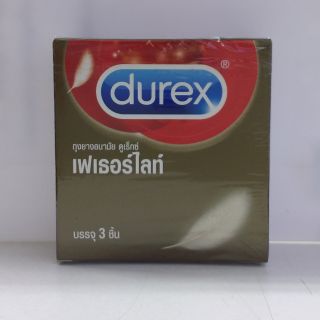 durex®
ถุงยางอนามัย ดูเร็กซ์
เฟเธอร์ไลท์
บรรจุ 3 ชิ้น